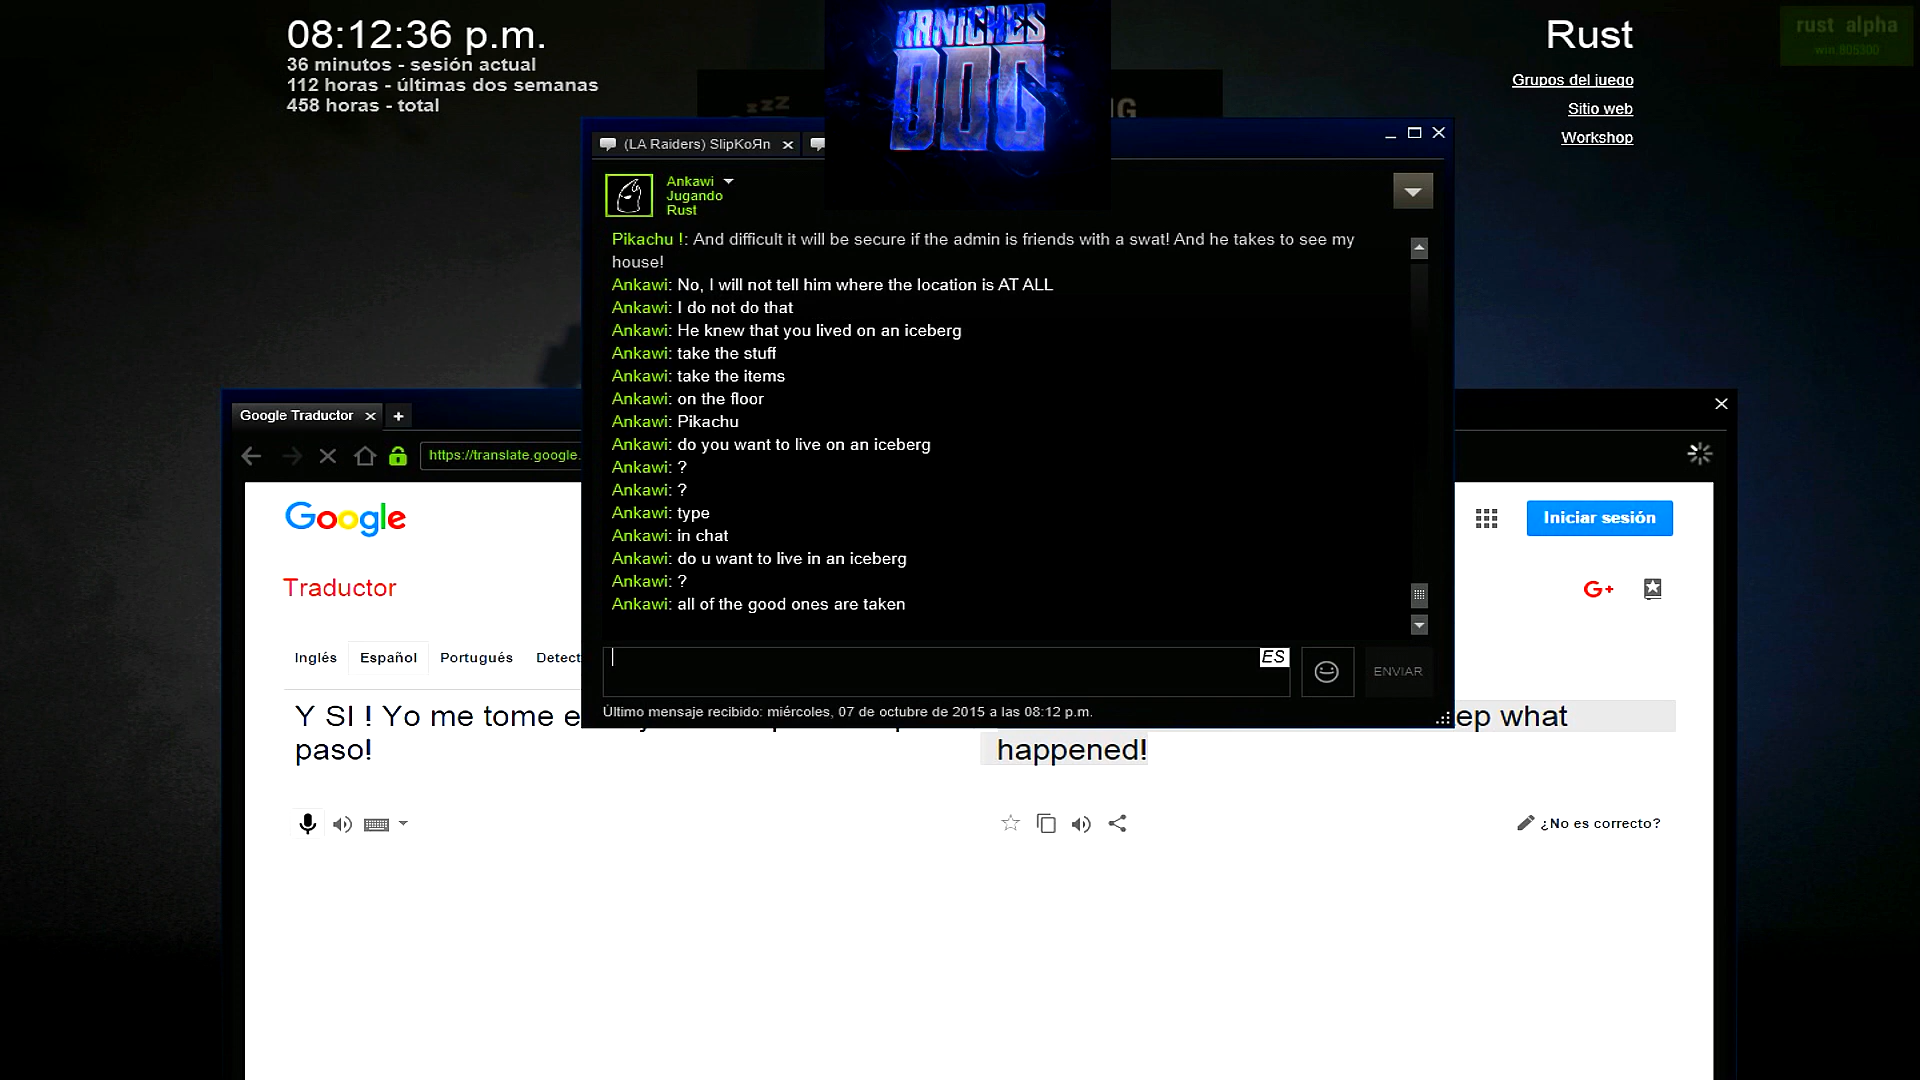 08:12:36 p.m.
36 minutos - sesión actual
112 horas - últimas dos semanas
458 horas - total
KANICHES
DOG
zzz
NG
Rust
Grupos del juego
Sitio web
Workshop
rust alpha
win 905300
(LA Raiders) SlipKoЯn
Ankawi
Jugando
Rust
Pikachu !: And difficult it will be secure if the admin is friends with a swat! And he takes to see my
house!
Ankawi: No, I will not tell him where the location is AT ALL
Ankawi: I do not do that
Ankawi: He knew that you lived on an iceberg
Ankawi: take the stuff
Ankawi: take the items
Ankawi: on the floor
Ankawi: Pikachu
Ankawi: do you want to live on an iceberg
Ankawi: ?
Ankawi: ?
Ankawi: type
Ankawi: in chat
Ankawi: do u want to live in an iceberg
Ankawi: ?
Ankawi: all of the good ones are taken
ES
ENVIAR
Último mensaje recibido: miércoles, 07 de octubre de 2015 a las 08:12 p.m.
Google Traductor
https://translate.google.
Google
Iniciar sesión
Traductor
G+
Inglés Español Portugués Detect
Y SI ! Yo me tome e
paso!
ep what
happened!
¿No es correcto?